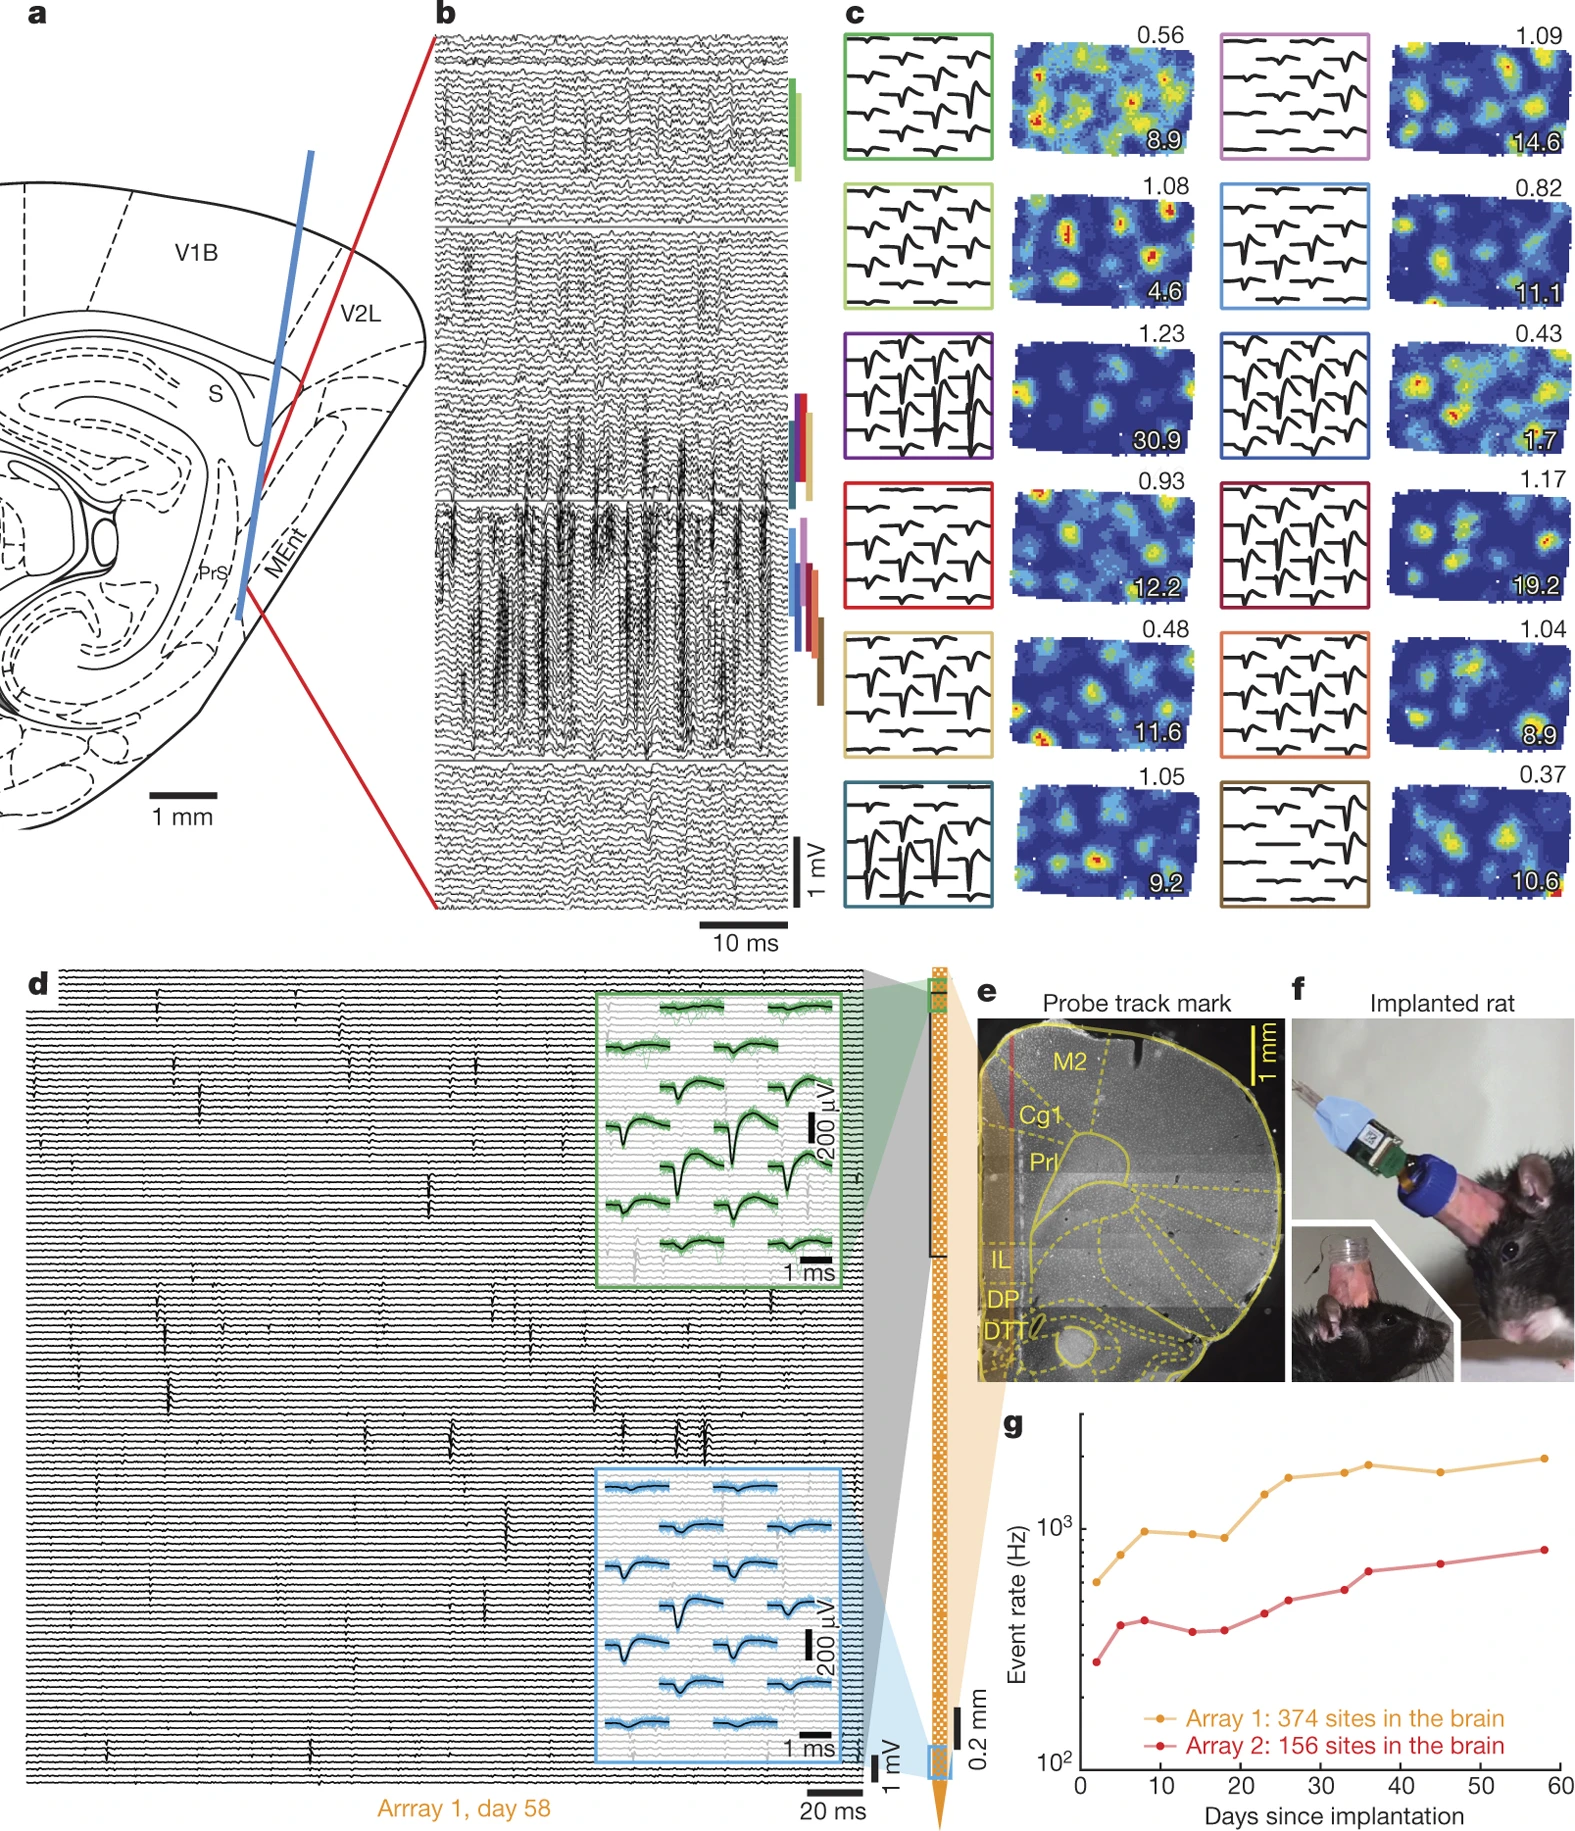 a
V1B
V2L
S
PrS
MEnt
1 mm
b
1 mV
10 ms
c
0.56
8.9
1.09
14.6
1.08
4.6
0.82
11.1
1.23
30.9
0.43
1.7
0.93
12.2
1.17
19.2
0.48
11.6
1.04
8.9
1.05
9.2
0.37
10.6
d
200 µV
1 ms
200 µV
1 ms
1 mV
20 ms
0.2 mm
Arrray 1, day 58
e
Probe track mark
M2
1 mm
Cg1
Prl
IL
DP
DTT
f
Implanted rat
g
Event rate (Hz)
10³
10²
0 10 20 30 40 50 60
Days since implantation
Array 1: 374 sites in the brain
Array 2: 156 sites in the brain